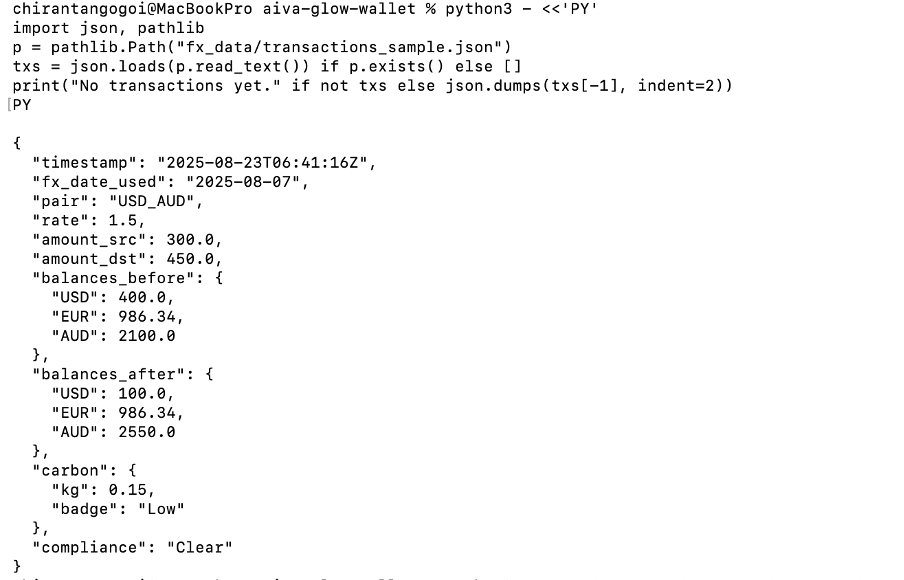 chirantangogoi@MacBookPro aiva-glow-wallet % python3 - <<'PY'
import json, pathlib
p = pathlib.Path("fx_data/transactions_sample.json")
txs = json.loads(p.read_text()) if p.exists() else []
print("No transactions yet." if not txs else json.dumps(txs[-1], indent=2))
PY

{
  "timestamp": "2025-08-23T06:41:16Z",
  "fx_date_used": "2025-08-07",
  "pair": "USD_AUD",
  "rate": 1.5,
  "amount_src": 300.0,
  "amount_dst": 450.0,
  "balances_before": {
    "USD": 400.0,
    "EUR": 986.34,
    "AUD": 2100.0
  },
  "balances_after": {
    "USD": 100.0,
    "EUR": 986.34,
    "AUD": 2550.0
  },
  "carbon": {
    "kg": 0.15,
    "badge": "Low"
  },
  "compliance": "Clear"
}